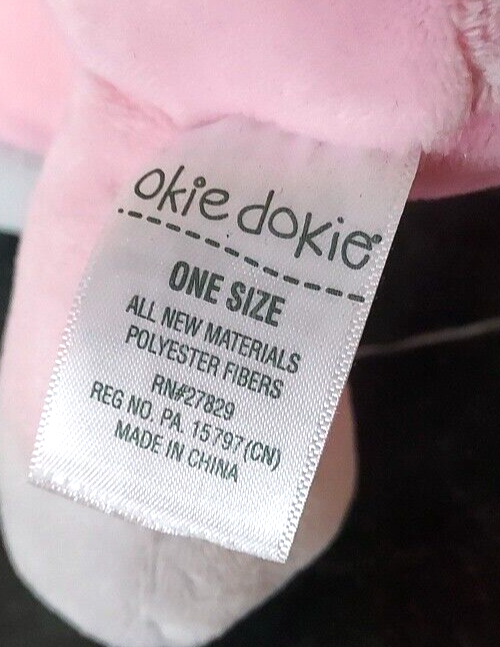 okie dokie
ONE SIZE
ALL NEW MATERIALS
POLYESTER FIBERS
RN#27829
REG NO. PA. 15797(CN)
MADE IN CHINA